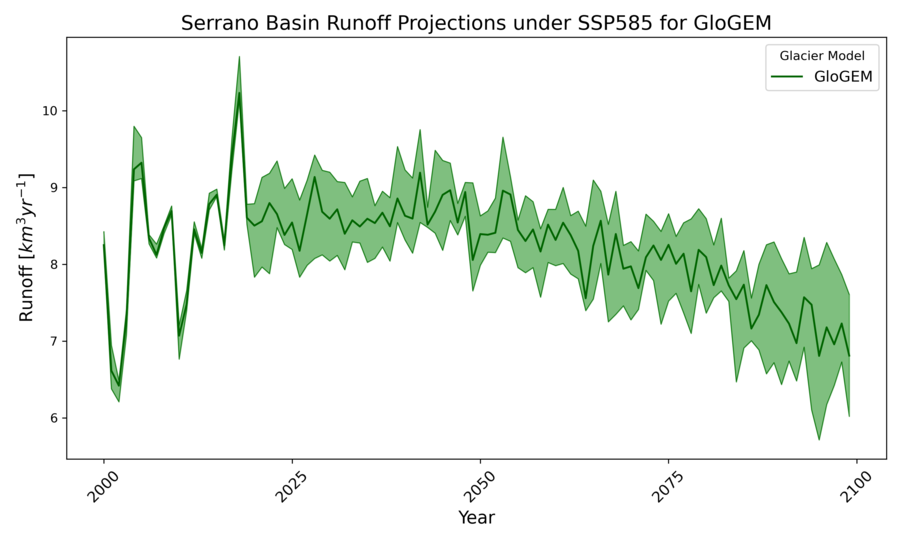 Serrano Basin Runoff Projections under SSP585 for GloGEM
Glacier Model
GloGEM
10
9
8
7
6
Runoff [km³yr⁻¹]
2000
2025
2050
2075
2100
Year